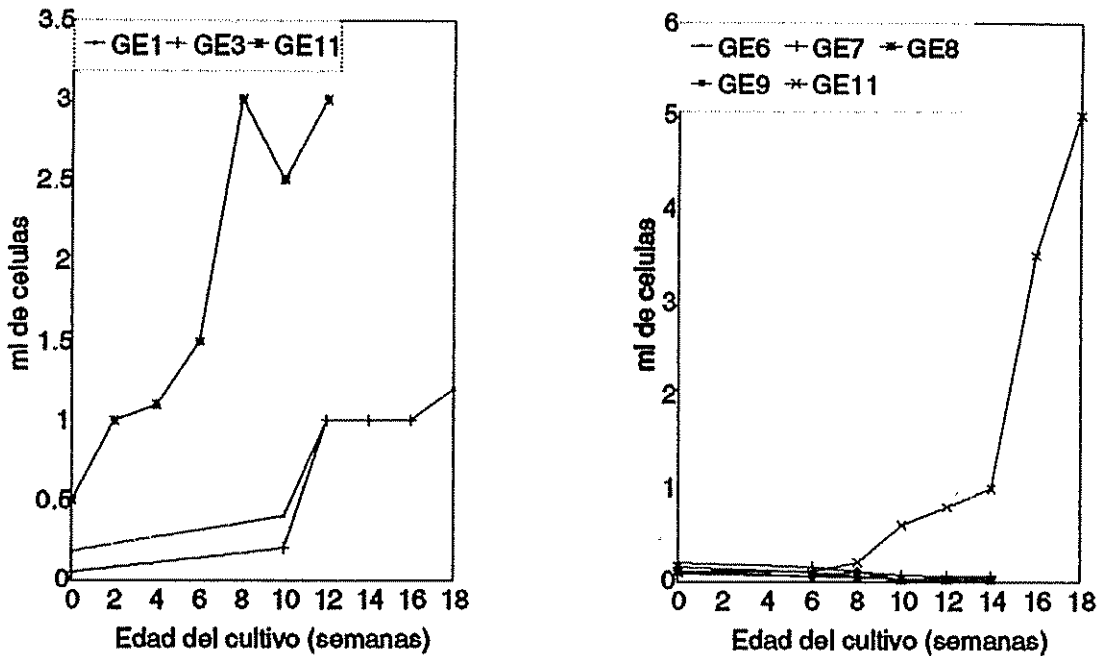 3.5
GE1 GE3 GE11
3
2.5
2
1.5
1
0.5
0
ml de celulas
0 2 4 6 8 10 12 14 16 18
Edad del cultivo (semanas)
6
GE6 GE7 GE8
GE9 GE11
5
4
3
2
1
0
ml de celulas
0 2 4 6 8 10 12 14 16 18
Edad del cultivo (semanas)